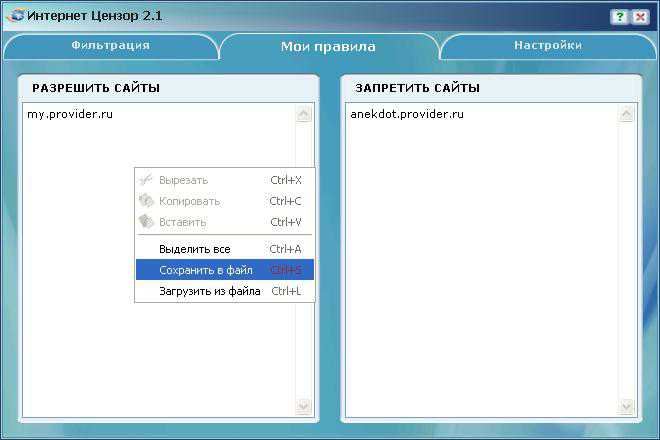 Интернет Цензор 2.1
Фильтрация
Мои правила
Настройки
РАЗРЕШИТЬ САЙТЫ
ЗАПРЕТИТЬ САЙТЫ
my.provider.ru
anekdot.provider.ru
Вырезать Ctrl+X
Копировать Ctrl+C
Вставить Ctrl+V
Выделить все Ctrl+A
Сохранить в файл Ctrl+S
Загрузить из файла Ctrl+L